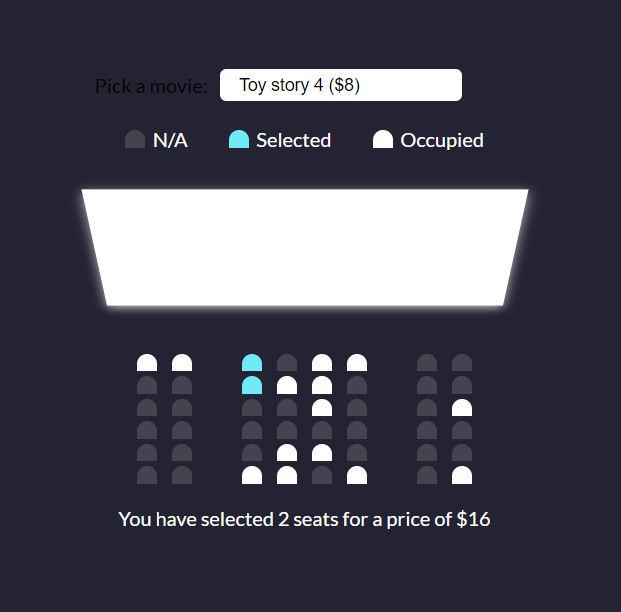 Pick a movie: Toy story 4 ($8)
N/A Selected Occupied
You have selected 2 seats for a price of $16